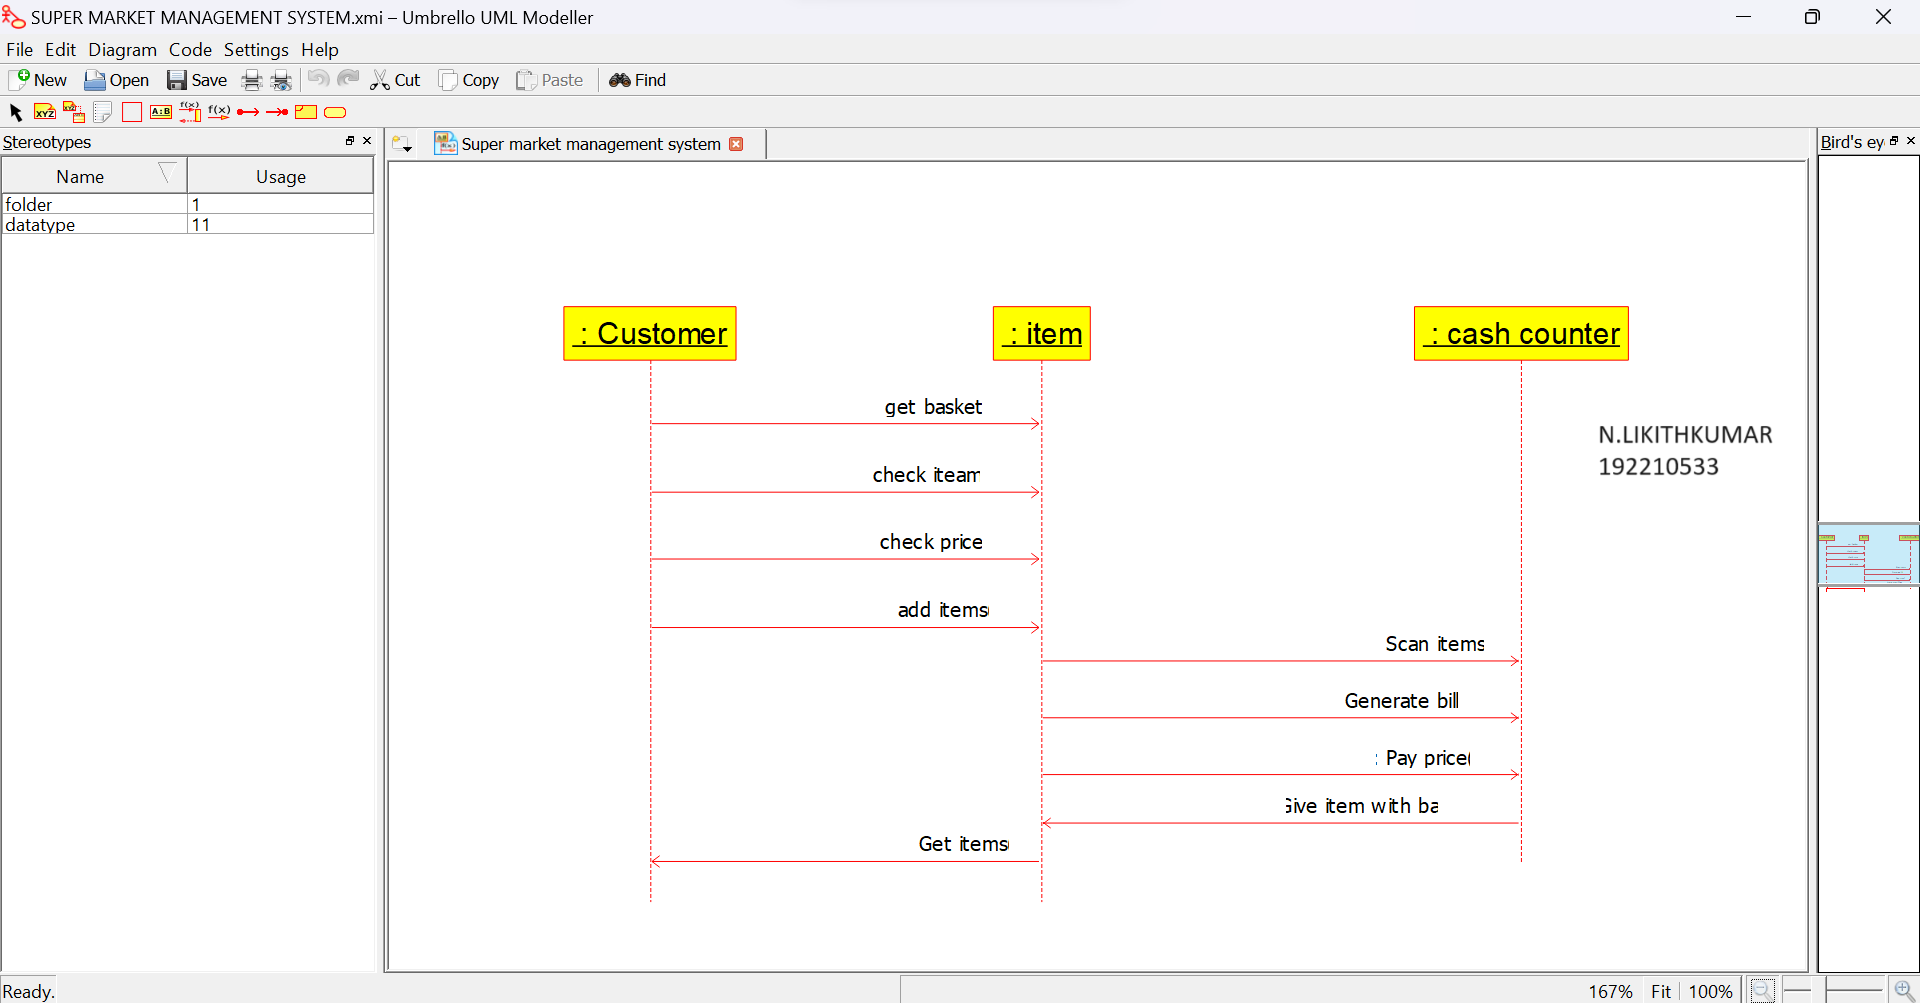 SUPER MARKET MANAGEMENT SYSTEM.xmi – Umbrello UML Modeller
File Edit Diagram Code Settings Help
New Open Save Cut Copy Paste Find
XYZ XYZ A:B f(x) f(x)
Stereotypes
Super market management system
Bird's ey
Name Usage
folder 1
datatype 11
: Customer
: item
: cash counter
get basket
N.LIKITHKUMAR
192210533
check iteam
check price
add items(
Scan items
Generate bill
: Pay price(
Give item with ba
Get items(
Ready.
167% Fit 100%